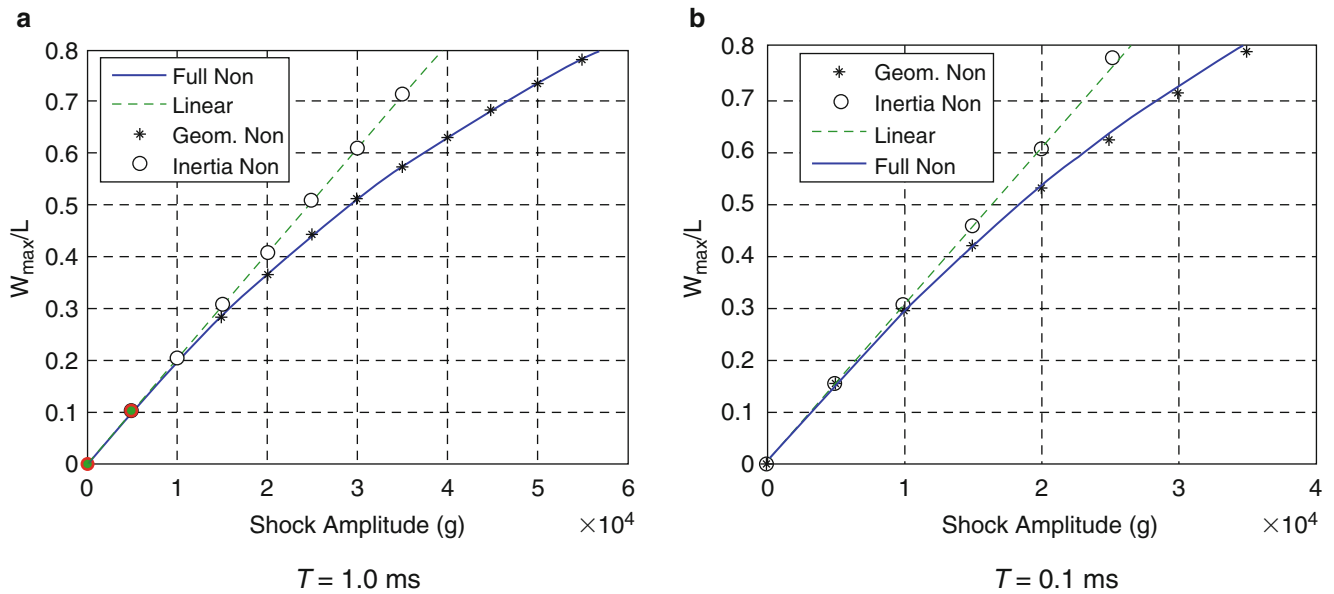 a
0.8
0.7
0.6
0.5
0.4
0.3
0.2
0.1
0
W_max/L
Full Non
Linear
Geom. Non
Inertia Non
0 1 2 3 4 5 6
Shock Amplitude (g) ×10^4
T = 1.0 ms
b
0.8
0.7
0.6
0.5
0.4
0.3
0.2
0.1
0
W_max/L
Geom. Non
Inertia Non
Linear
Full Non
0 1 2 3 4
Shock Amplitude (g) ×10^4
T = 0.1 ms